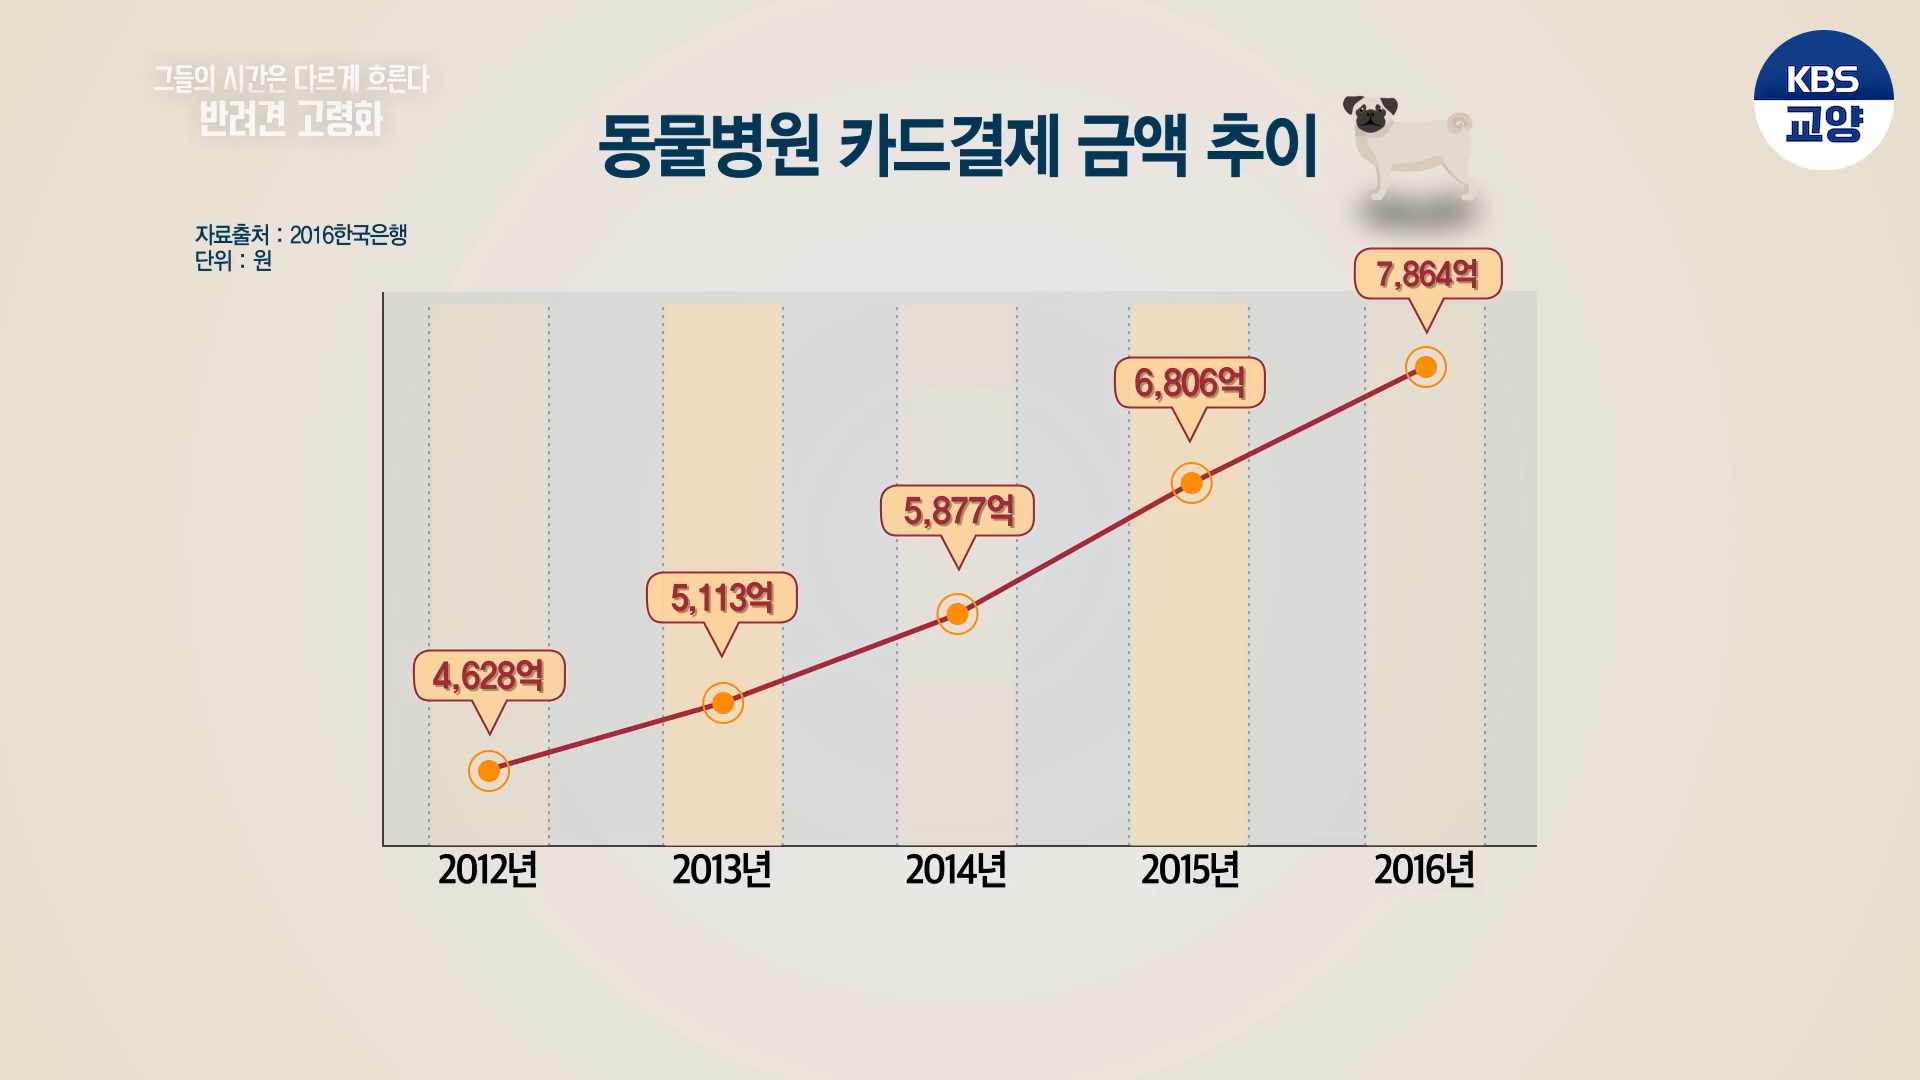 그들의 시간은 다르게 흐른다
반려견 고령화
KBS
교양
동물병원 카드결제 금액 추이
자료출처 : 2016한국은행
단위 : 원
7,864억
6,806억
5,877억
5,113억
4,628억
2012년
2013년
2014년
2015년
2016년